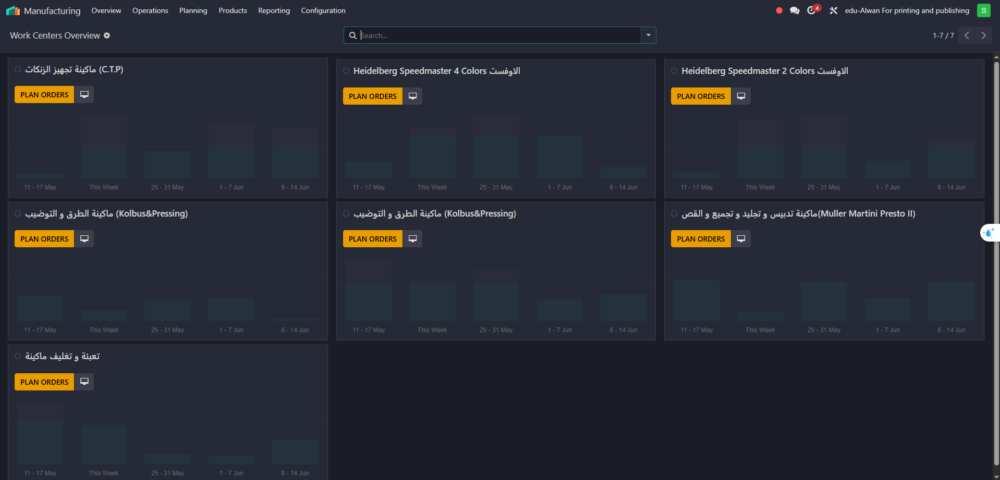 Manufacturing Overview Operations Planning Products Reporting Configuration 4 edu-Alwan For printing and publishing S
Work Centers Overview Search... 1-7 / 7
ماكينة تجهيز الزنكات (C.T.P)
PLAN ORDERS
11 - 17 May This Week 25 - 31 May 1 - 7 Jun 8 - 14 Jun
Heidelberg Speedmaster 4 Colors الاوفست
PLAN ORDERS
11 - 17 May This Week 25 - 31 May 1 - 7 Jun 8 - 14 Jun
Heidelberg Speedmaster 2 Colors الاوفست
PLAN ORDERS
11 - 17 May This Week 25 - 31 May 1 - 7 Jun 8 - 14 Jun
ماكينة الطرق و التوضيب (Kolbus&Pressing)
PLAN ORDERS
11 - 17 May This Week 25 - 31 May 1 - 7 Jun 8 - 14 Jun
ماكينة الطرق و التوضيب (Kolbus&Pressing)
PLAN ORDERS
11 - 17 May This Week 25 - 31 May 1 - 7 Jun 8 - 14 Jun
ماكينة تدبيس و تجليد و تجميع و القص(Muller Martini Presto II)
PLAN ORDERS
11 - 17 May This Week 25 - 31 May 1 - 7 Jun 8 - 14 Jun
تعبئة و تغليف ماكينة
PLAN ORDERS
11 - 17 May This Week 25 - 31 May 1 - 7 Jun 8 - 14 Jun